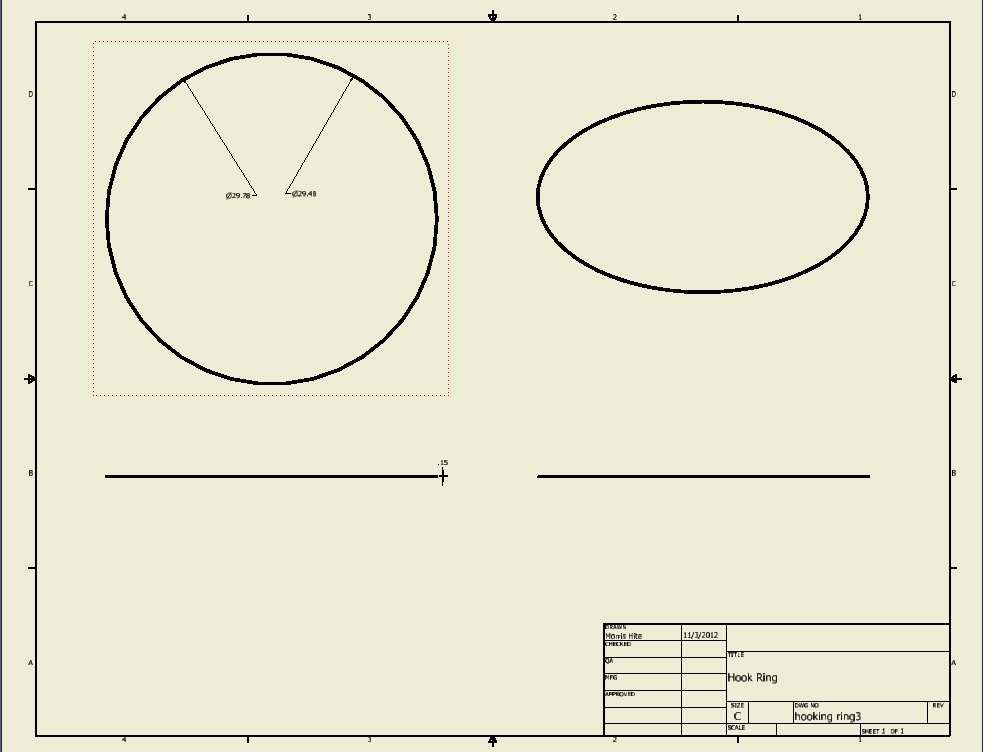 4 3 2 1
D D
Ø29.78 Ø29.48
C C
.15
B B
DRAWN
Morris Hite 11/3/2012
CHECKED
QA
MFG
APPROVED
TITLE
Hook Ring
A A
SIZE
C
DWG NO
hooking ring3
REV
SCALE
SHEET 1 OF 1
4 3 2 1